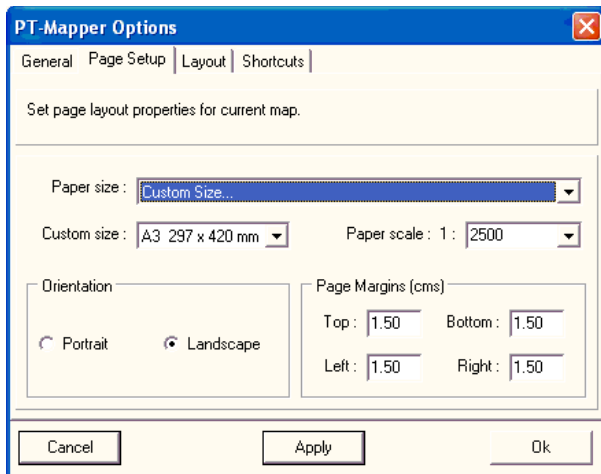 PT-Mapper Options
General Page Setup Layout Shortcuts
Set page layout properties for current map.
Paper size : Custom Size...
Custom size : A3 297 x 420 mm Paper scale : 1 : 2500
Orientation Page Margins (cms)
Top : 1.50 Bottom : 1.50
Portrait Landscape
Left : 1.50 Right : 1.50
Cancel Apply Ok